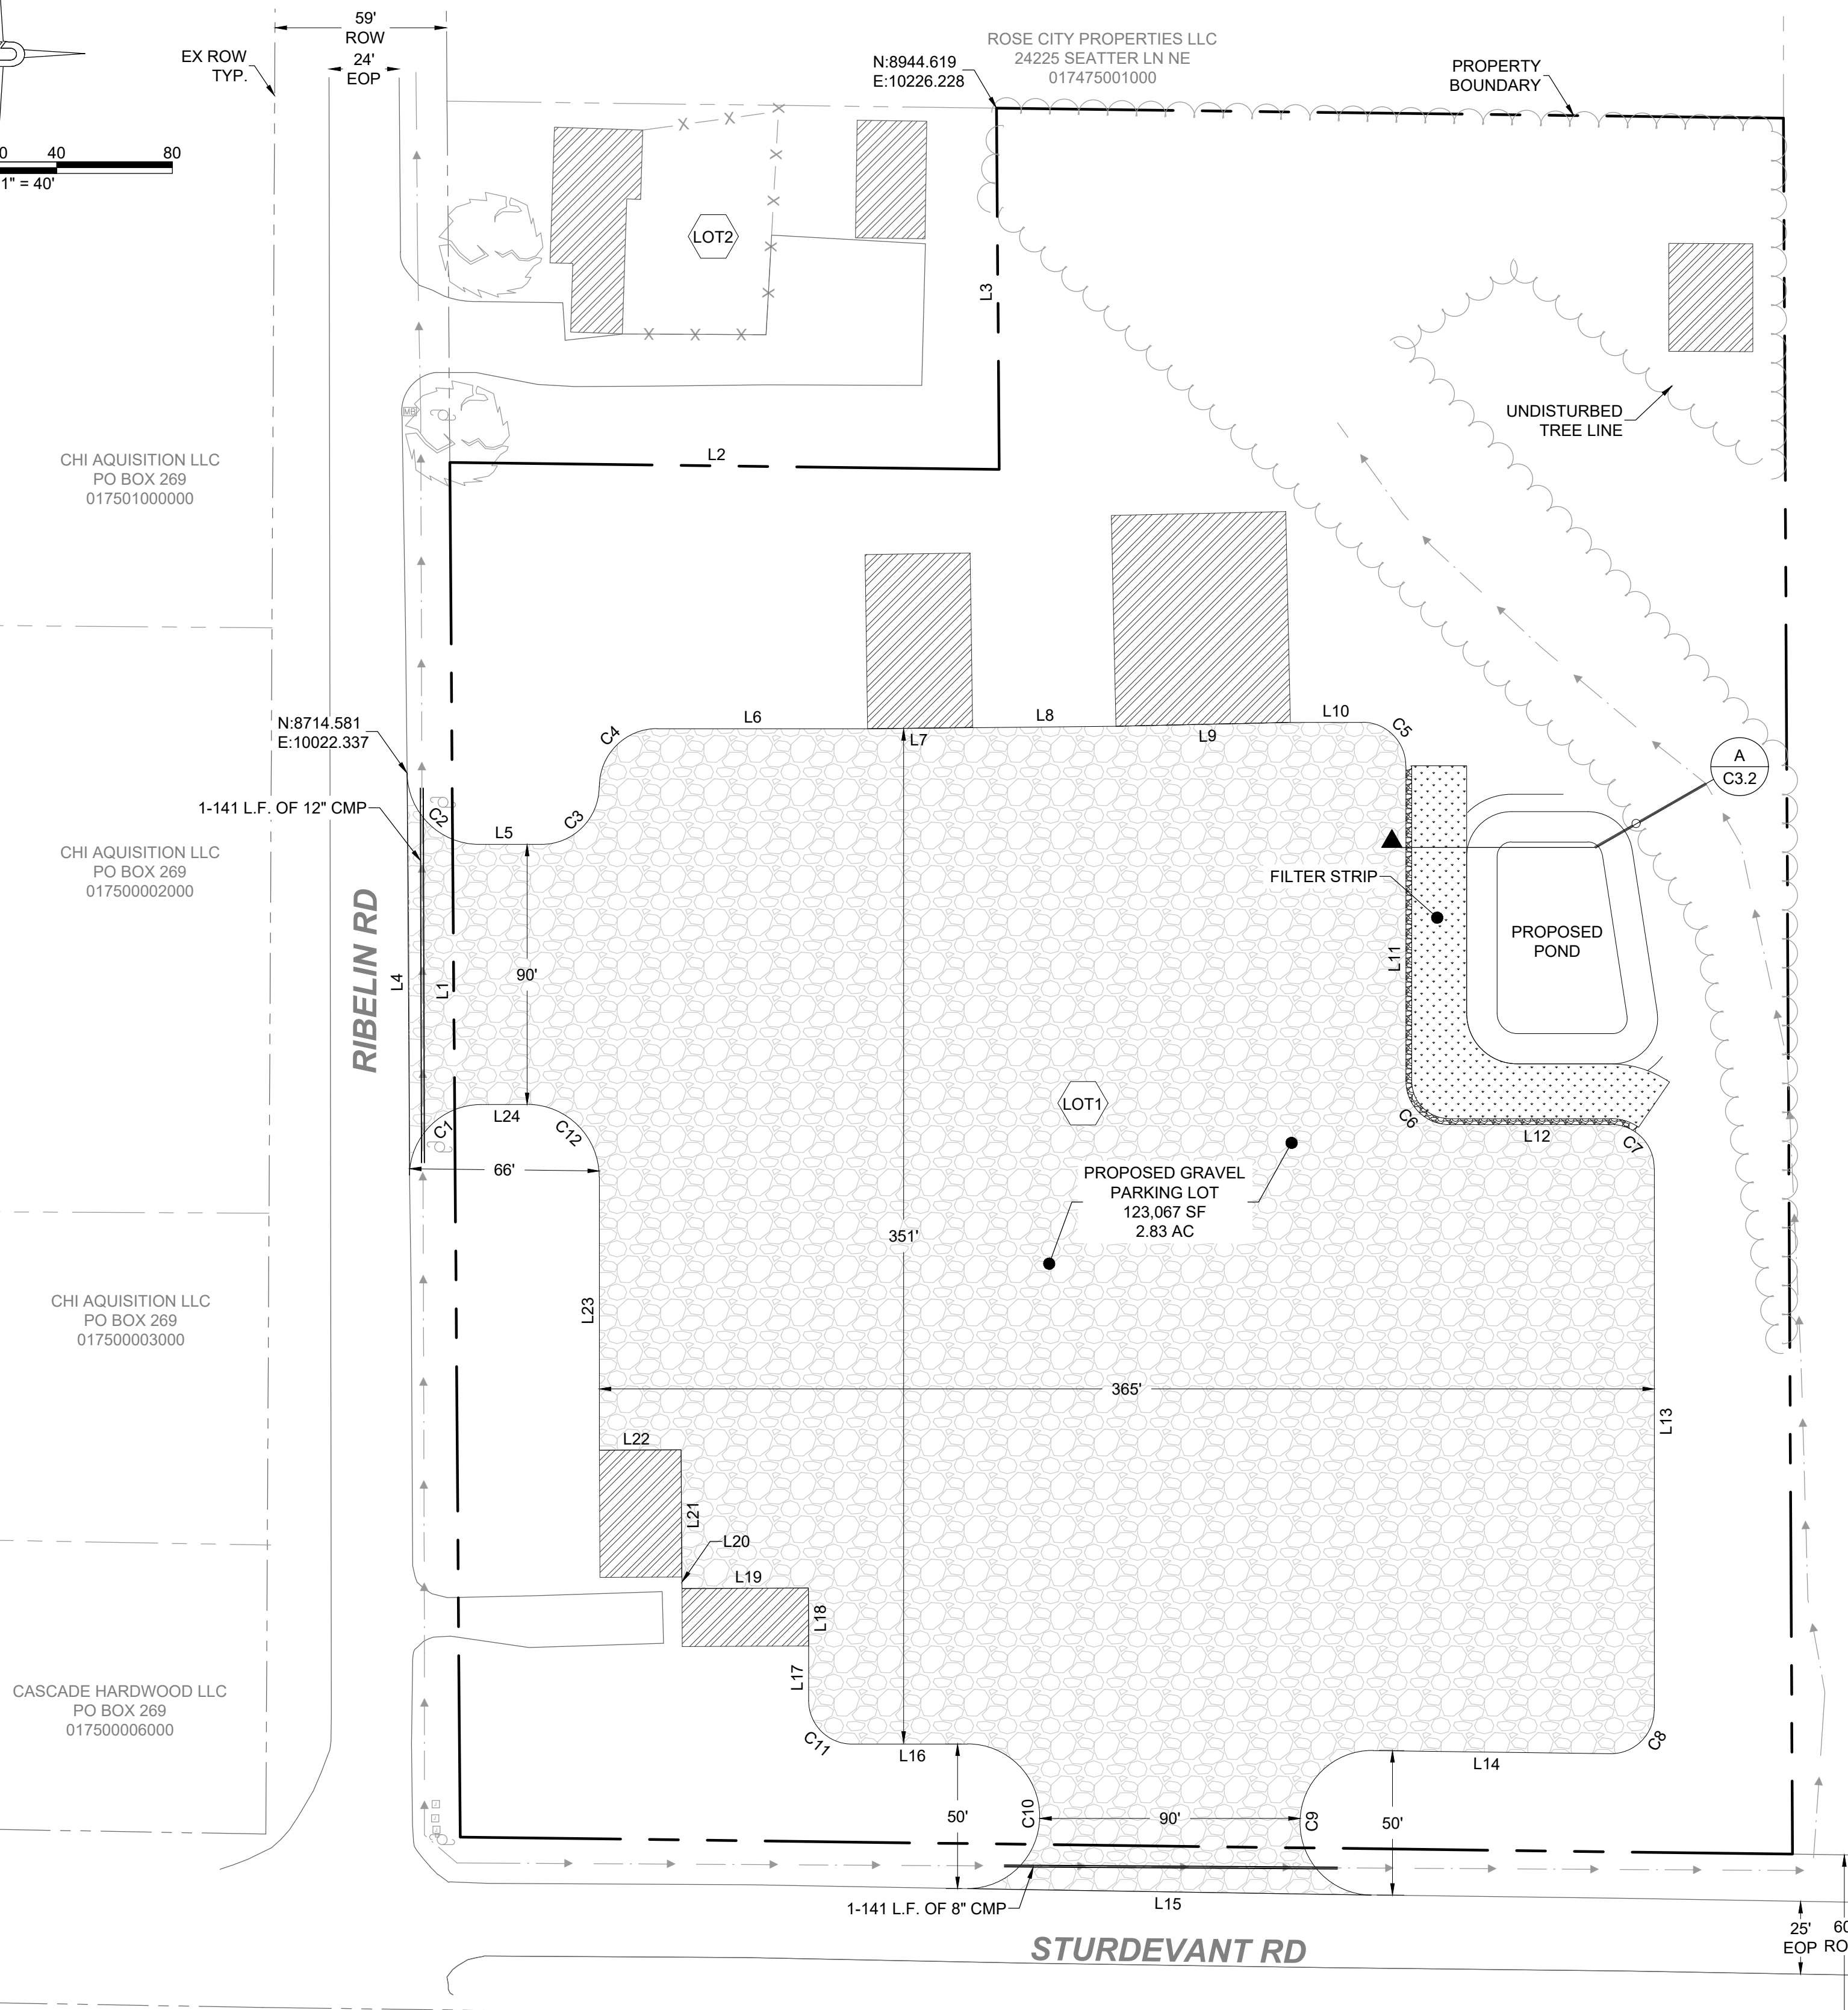 59'
ROW
24'
EOP
EX ROW
TYP.
N:8944.619
E:10226.228
ROSE CITY PROPERTIES LLC
24225 SEATTER LN NE
017475001000
PROPERTY
BOUNDARY
40
80
1" = 40'
LOT2
L3
L2
UNDISTURBED
TREE LINE
MB
CHI AQUISITION LLC
PO BOX 269
017501000000
N:8714.581
E:10022.337
1-141 L.F. OF 12" CMP
C4
L6
L7
L8
L9
L10
C5
A
C3.2
C2
L5
C3
CHI AQUISITION LLC
PO BOX 269
017500002000
FILTER STRIP
PROPOSED
POND
RIBELIN RD
L4
L1
90'
L11
LOT1
L24
C1
C12
C6
L12
C7
66'
PROPOSED GRAVEL
PARKING LOT
123,067 SF
2.83 AC
351'
CHI AQUISITION LLC
PO BOX 269
017500003000
L23
365'
L13
L22
L21
L20
L19
L18
L17
CASCADE HARDWOOD LLC
PO BOX 269
017500006000
C11
L16
L14
C8
50'
C10
90'
C9
50'
1-141 L.F. OF 8" CMP
L15
STURDEVANT RD
25'
EOP